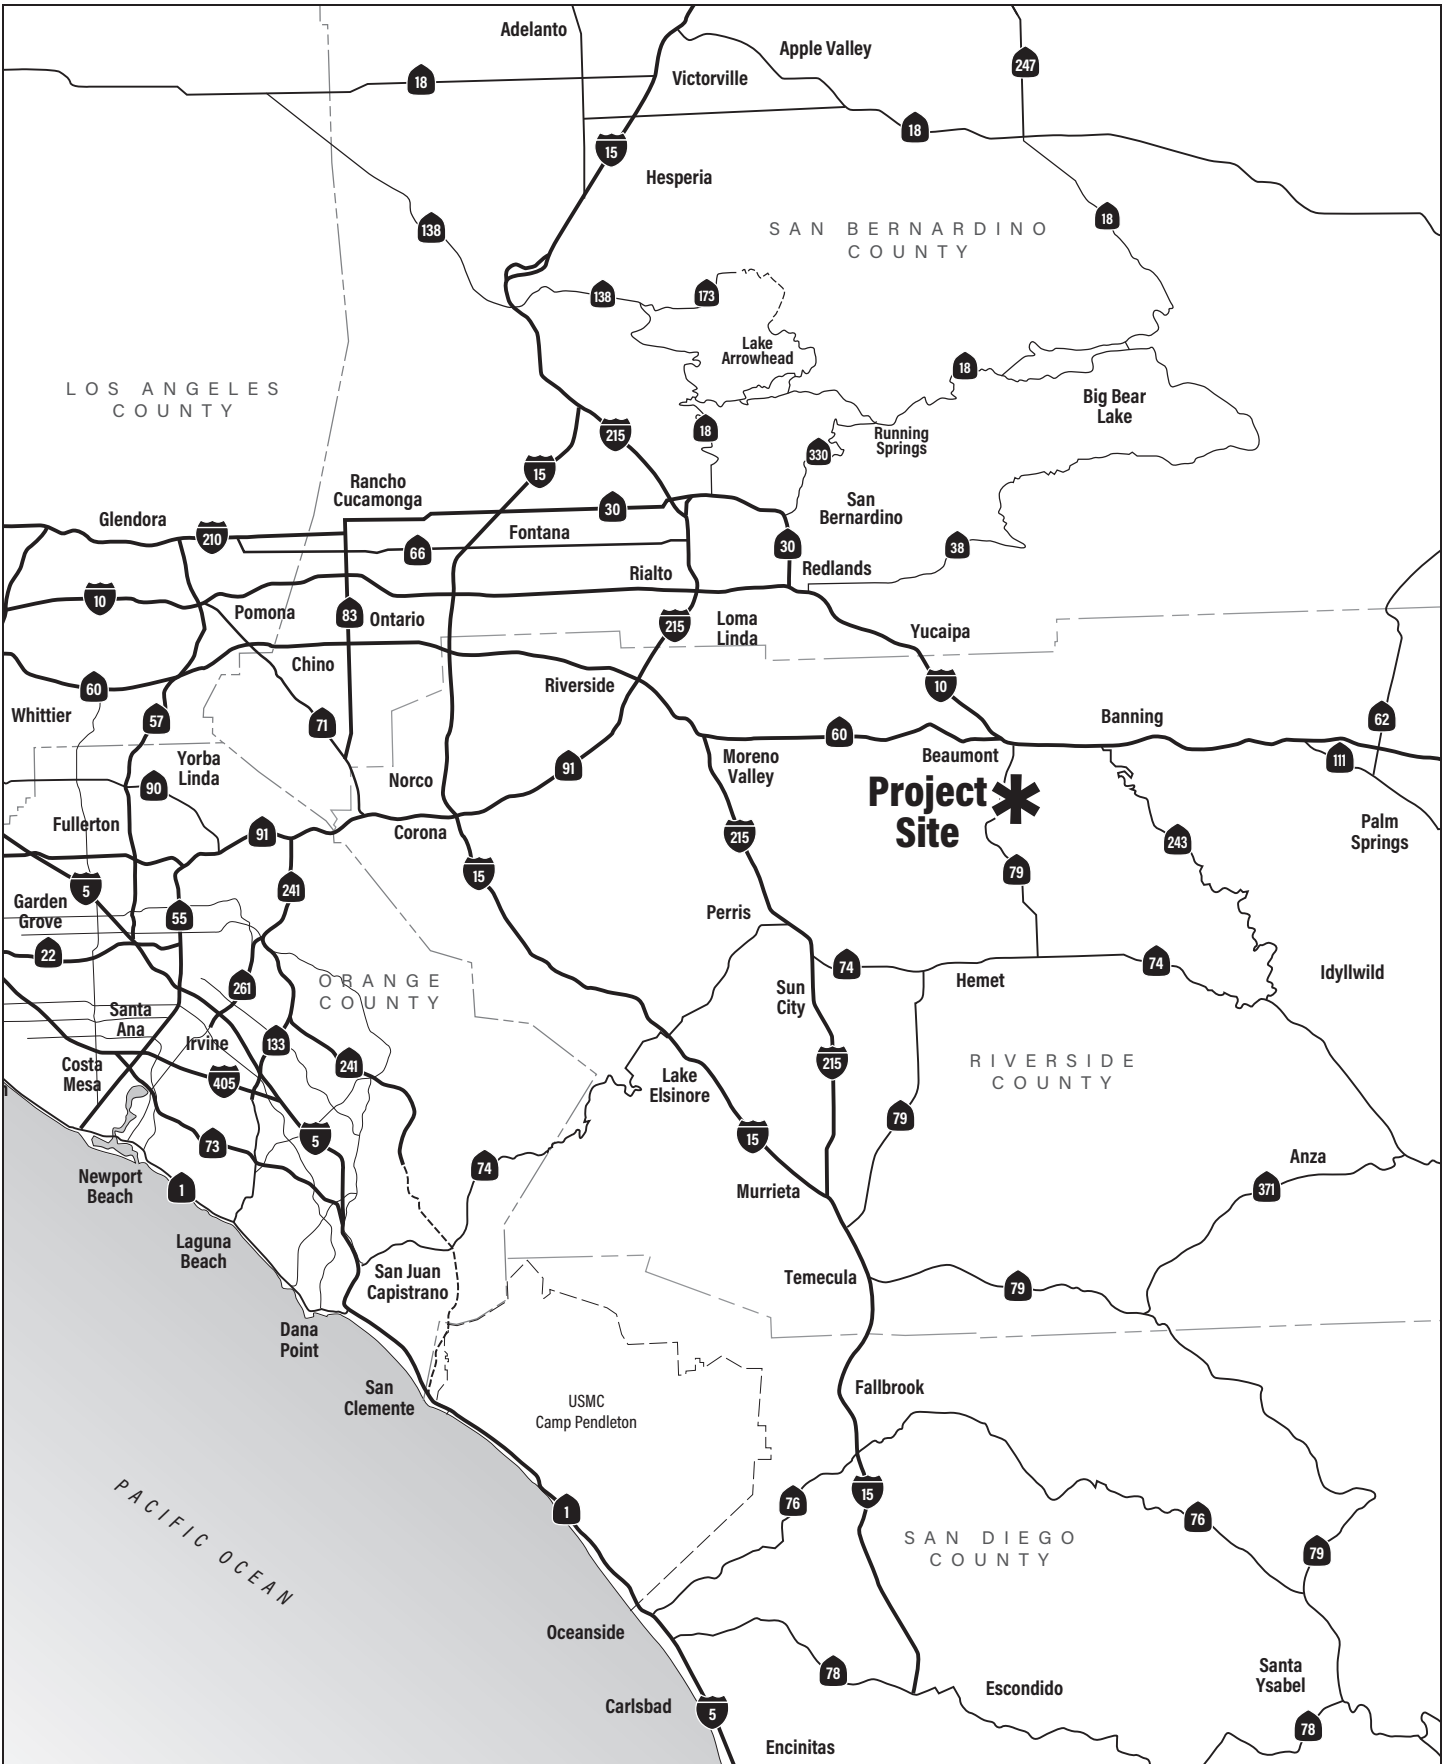 Adelanto
Apple Valley
247
18
Victorville
18
15
Hesperia
18
138
SAN BERNARDINO
COUNTY
138
173
Lake
Arrowhead
18
LOS ANGELES
COUNTY
Big Bear
Lake
215
18
Running
Springs
330
15
Rancho
Cucamonga
30
San
Bernardino
Glendora
210
Fontana
66
30
38
Rialto
Redlands
10
Pomona
83
Ontario
215
Loma
Linda
Yucaipa
Chino
60
Riverside
10
Whittier
57
71
60
Banning
62
Yorba
Linda
Moreno
Valley
Beaumont
111
90
Norco
91
Project
Site
Fullerton
91
Corona
215
243
Palm
Springs
5
241
15
79
Garden
Grove
55
Perris
22
74
Hemet
74
Idyllwild
261
ORANGE
COUNTY
Sun
City
Santa
Ana
Irvine
133
241
215
RIVERSIDE
COUNTY
Costa
Mesa
405
Lake
Elsinore
79
73
5
15
74
Anza
Newport
Beach
1
Murrieta
371
Laguna
Beach
San Juan
Capistrano
Temecula
79
Dana
Point
San
Clemente
USMC
Camp Pendleton
Fallbrook
PACIFIC OCEAN
1
76
15
76
SAN DIEGO
COUNTY
79
Oceanside
78
Escondido
Santa
Ysabel
Carlsbad
5
78
Encinitas